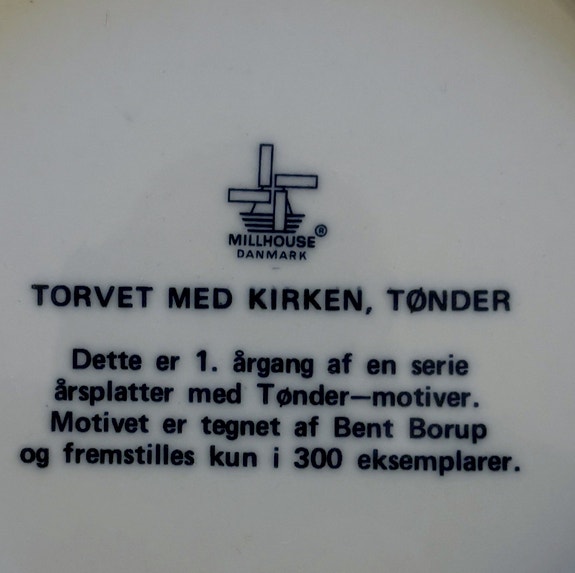 MILLHOUSE®
DANMARK
TORVET MED KIRKEN, TØNDER
Dette er 1. årgang af en serie
årsplatter med Tønder—motiver.
Motivet er tegnet af Bent Borup
og fremstilles kun i 300 eksemplarer.